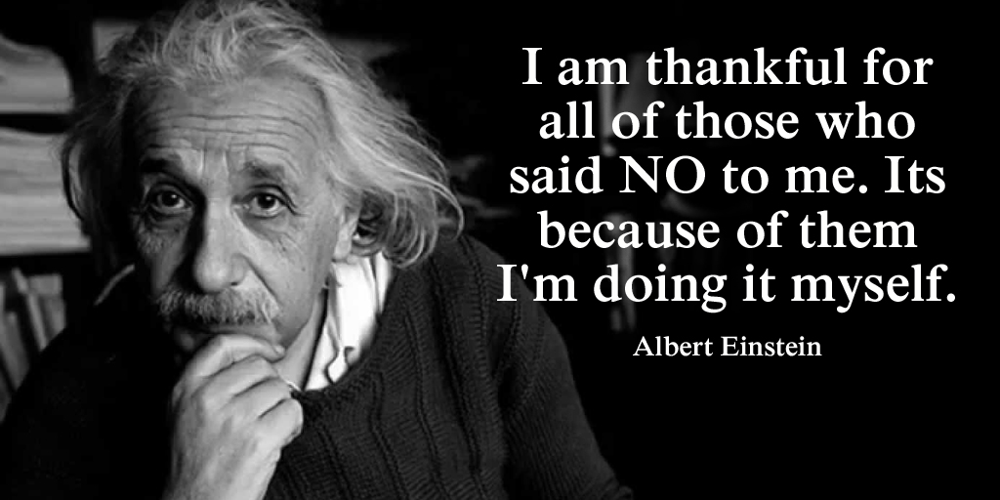 I am thankful for
all of those who
said NO to me. Its
because of them
I'm doing it myself.
Albert Einstein